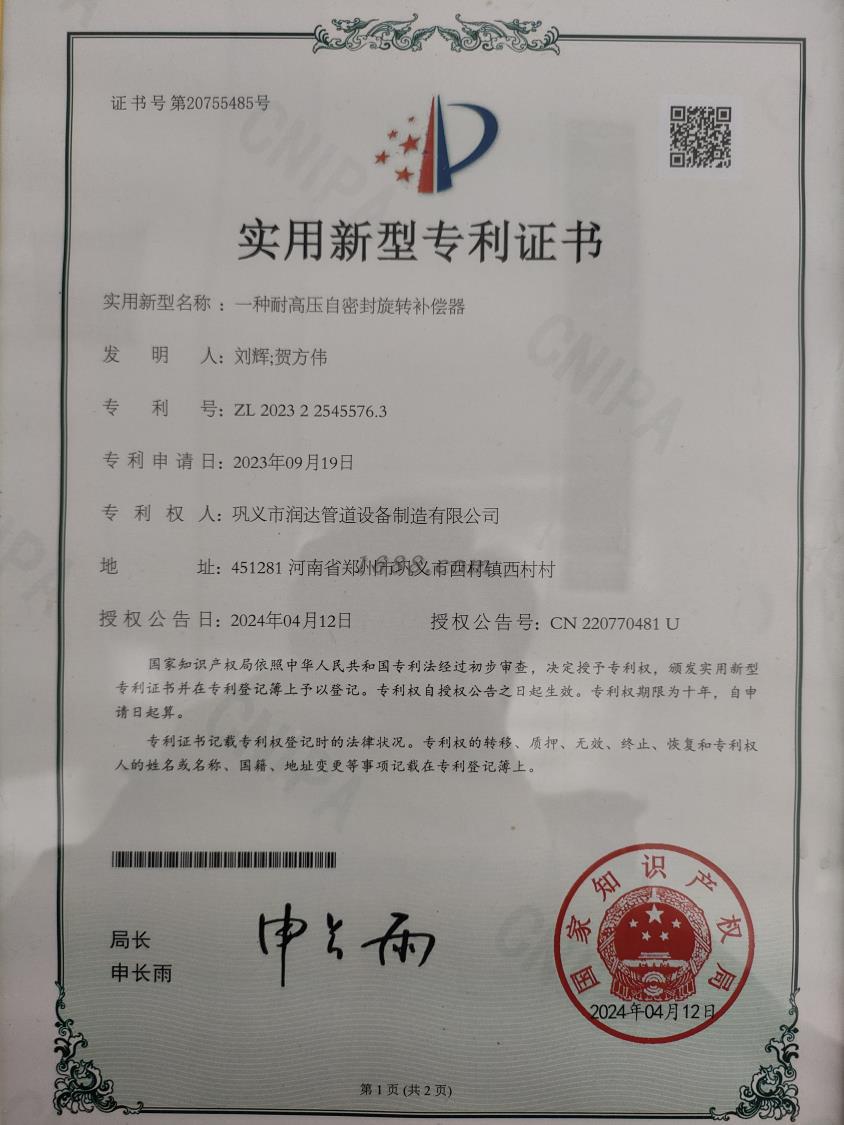 证书号第20755485号
实用新型专利证书
实用新型名称：一种耐高压自密封旋转补偿器
发明人：刘辉;贺方伟
专利号：ZL 2023 2 2545576.3
专利申请日：2023年09月19日
专利权人：巩义市润达管道设备制造有限公司
地址：451281 河南省郑州市巩义市西村镇西村村
授权公告日：2024年04月12日 授权公告号：CN 220770481 U
国家知识产权局依照中华人民共和国专利法经过初步审查，决定授予专利权，颁发实用新型
专利证书并在专利登记簿上予以登记。专利权自授权公告之日起生效。专利权期限为十年，自申
请日起算。
专利证书记载专利权登记时的法律状况。专利权的转移、质押、无效、终止、恢复和专利权
人的姓名或名称、国籍、地址变更等事项记载在专利登记簿上。
局长
申长雨
申长雨
国家知识产权局
2024年04月12日
第 1 页 (共 2 页)
CNIPA
CNIPA
CNIPA